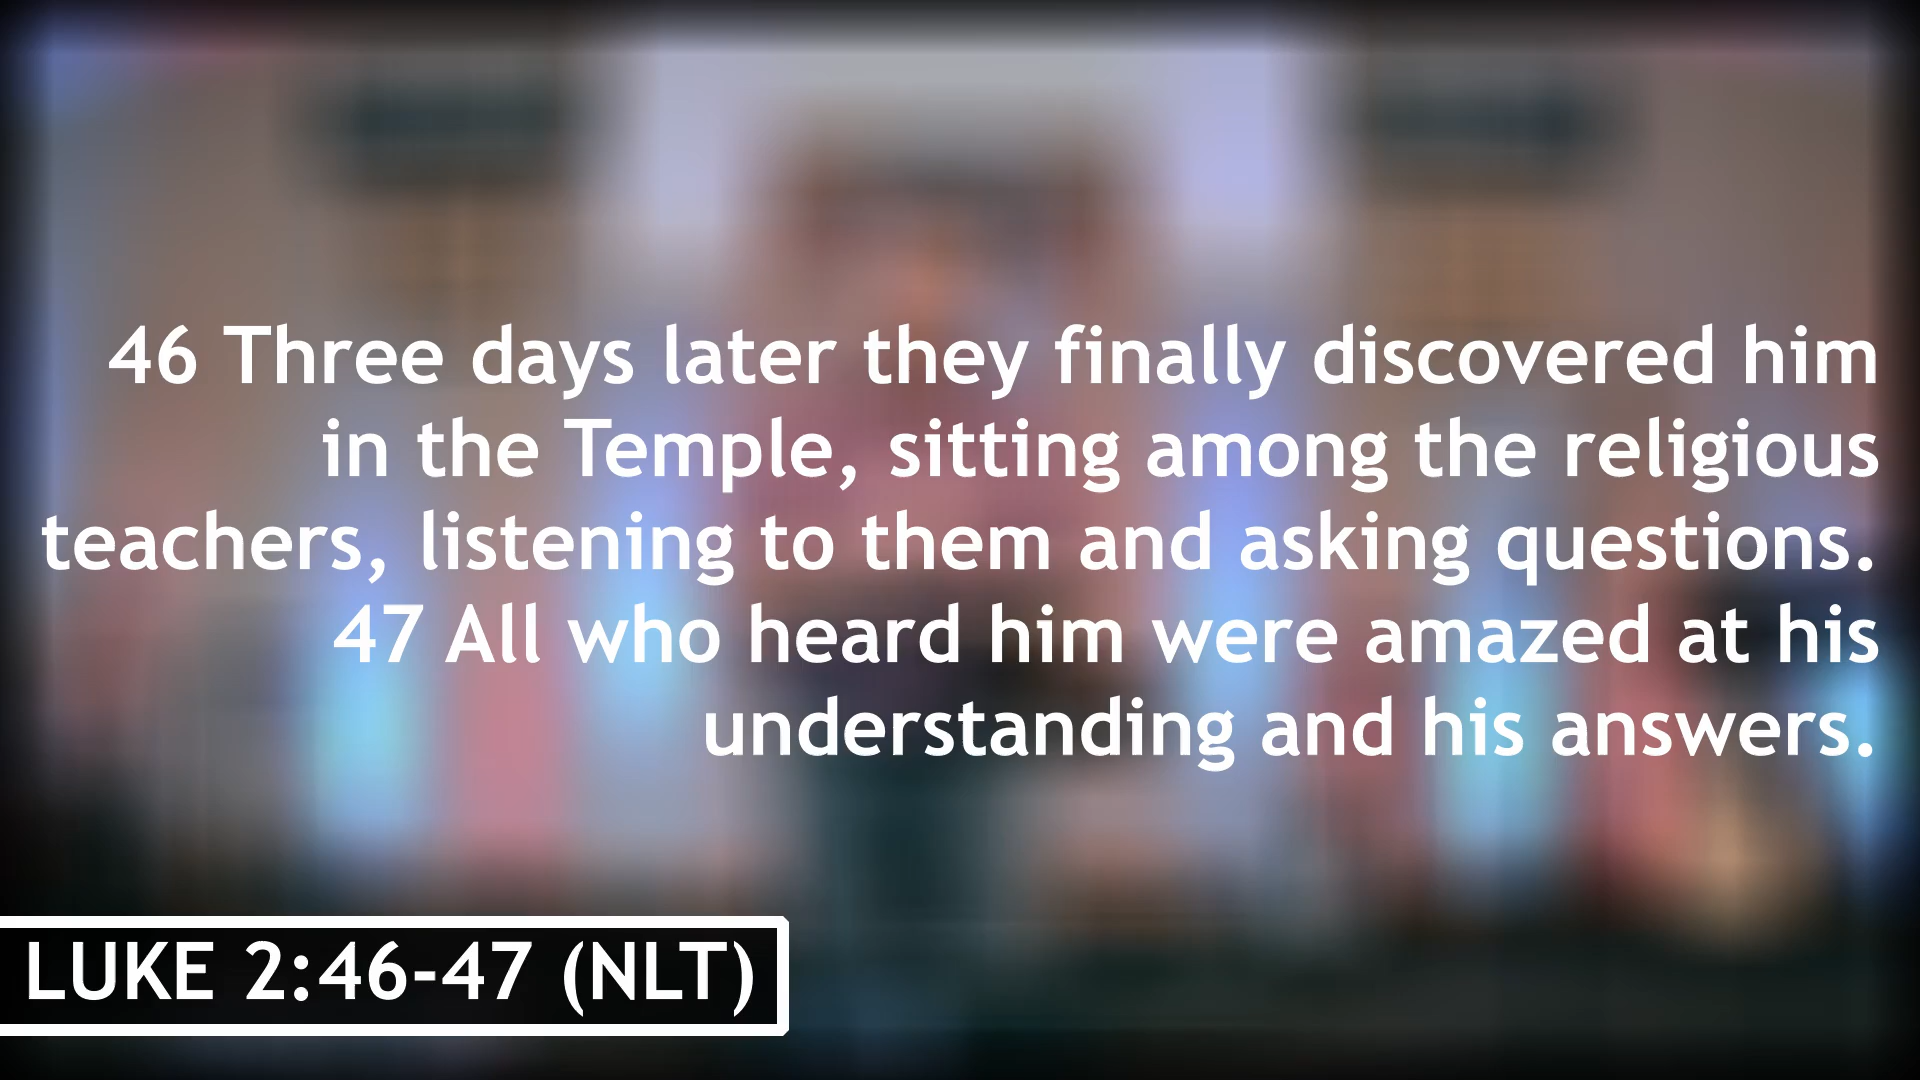 46 Three days later they finally discovered him
in the Temple, sitting among the religious
teachers, listening to them and asking questions.
47 All who heard him were amazed at his
understanding and his answers.
LUKE 2:46-47 (NLT)